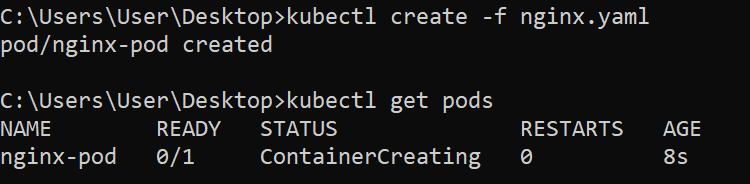 C:\Users\User\Desktop>kubectl create -f nginx.yaml
pod/nginx-pod created
C:\Users\User\Desktop>kubectl get pods
NAME READY STATUS RESTARTS AGE
nginx-pod 0/1 ContainerCreating 0 8s